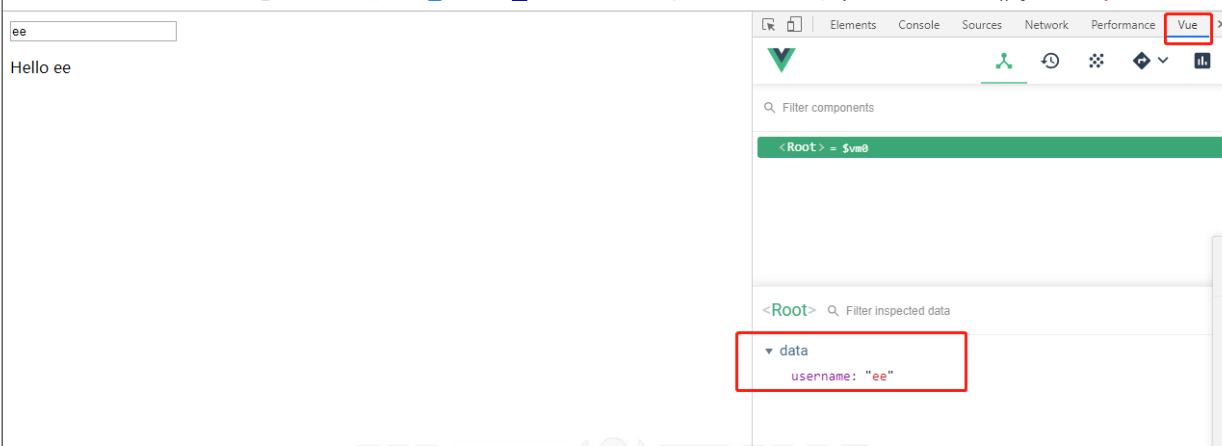 ee
Hello ee
Elements Console Sources Network Performance Vue
Filter components
<Root> = $vm0
<Root> Filter inspected data
data
username: "ee"